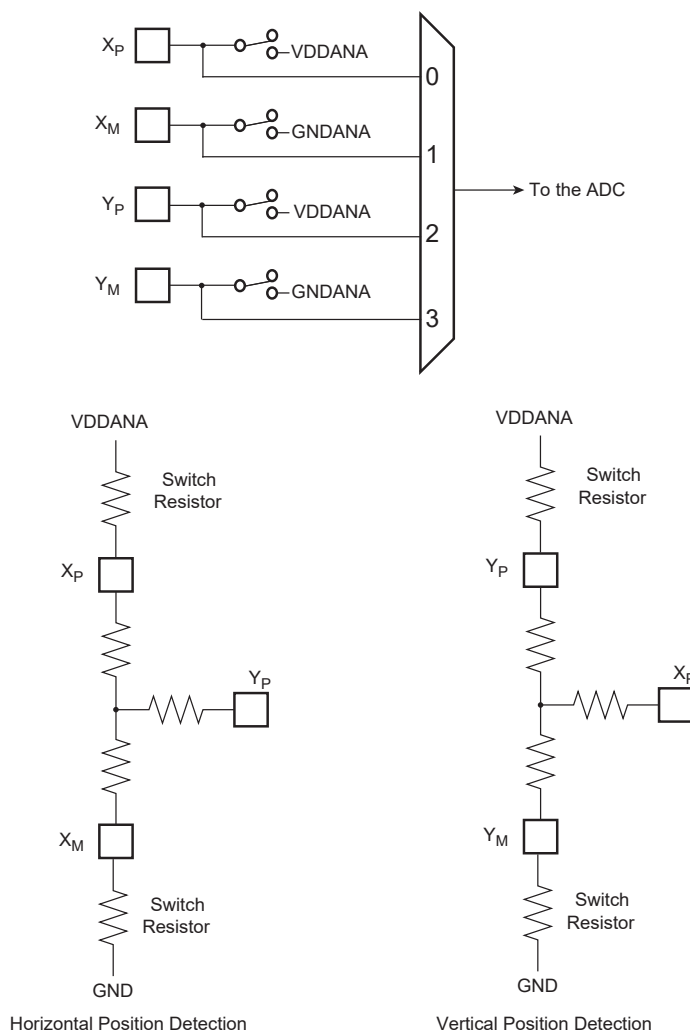 XP
VDDANA
0
XM
GNDANA
1
YP
VDDANA
2
To the ADC
YM
GNDANA
3
VDDANA
Switch
Resistor
XP
YP
XM
Switch
Resistor
GND
Horizontal Position Detection
VDDANA
Switch
Resistor
YP
XP
YM
Switch
Resistor
GND
Vertical Position Detection